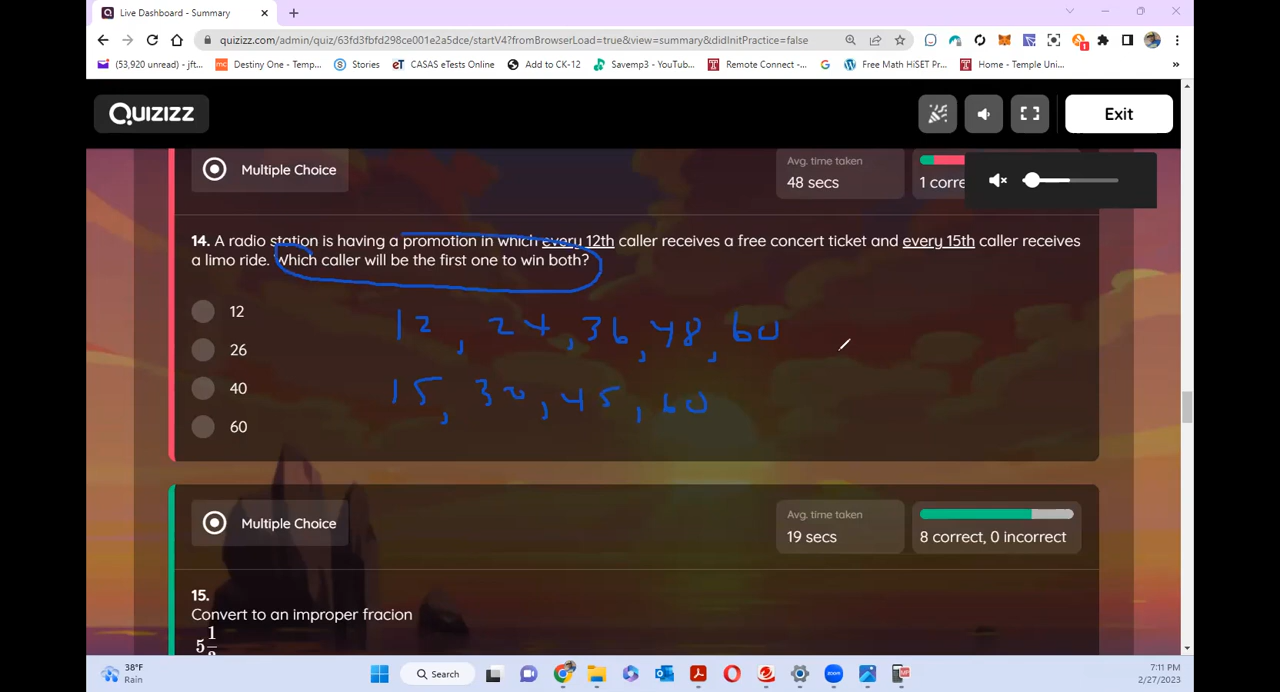 Live Dashboard - Summary
quizizz.com/admin/quiz/63fd3fbfd298ce001e2a5dce/startV4?fromBrowserLoad=true&view=summary&didInitPractice=false
(53,920 unread) - jft... Destiny One - Temp... Stories CASAS eTests Online Add to CK-12 Savemp3 - YouTub... Remote Connect -... Free Math HiSET Pr... Home - Temple Uni... »
QUIZIZZ Exit
Multiple Choice
Avg. time taken
48 secs 1 corre
14. A radio station is having a promotion in which every 12th caller receives a free concert ticket and every 15th caller receives
a limo ride. Which caller will be the first one to win both?
12
26
40
60
12, 24, 36, 48, 60
15, 30, 45, 60
Multiple Choice
Avg. time taken
19 secs 8 correct, 0 incorrect
15.
Convert to an improper fracion
5 1
38°F
Rain
Search
7:11 PM
2/27/2023